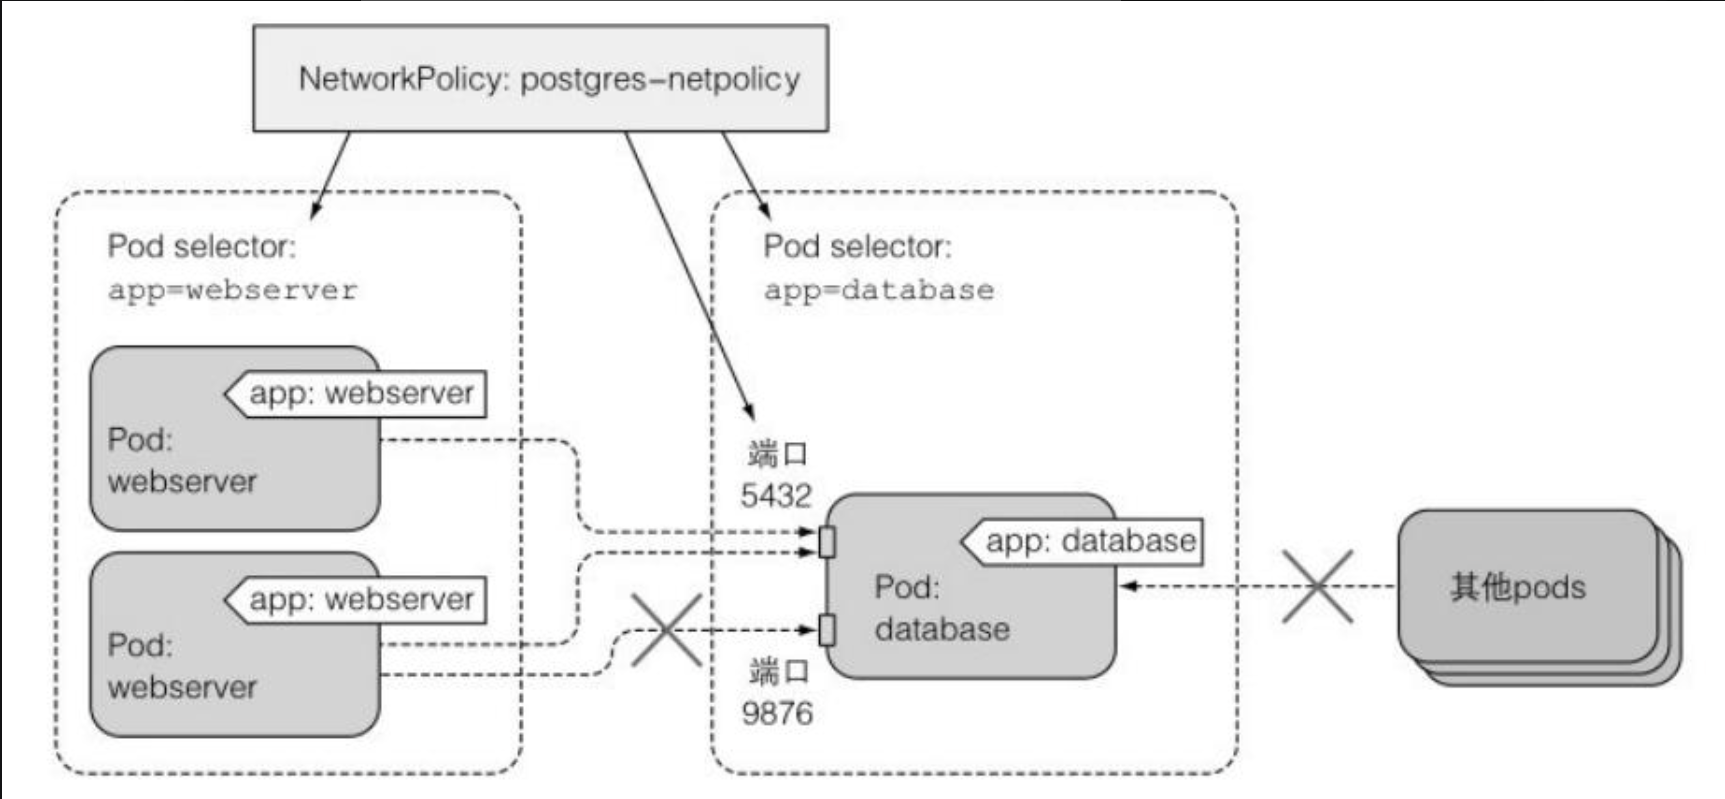 NetworkPolicy: postgres-netpolicy
Pod selector:
app=webserver
Pod selector:
app=database
app: webserver
Pod:
webserver
app: webserver
Pod:
webserver
端口
5432
app: database
Pod:
database
端口
9876
其他pods